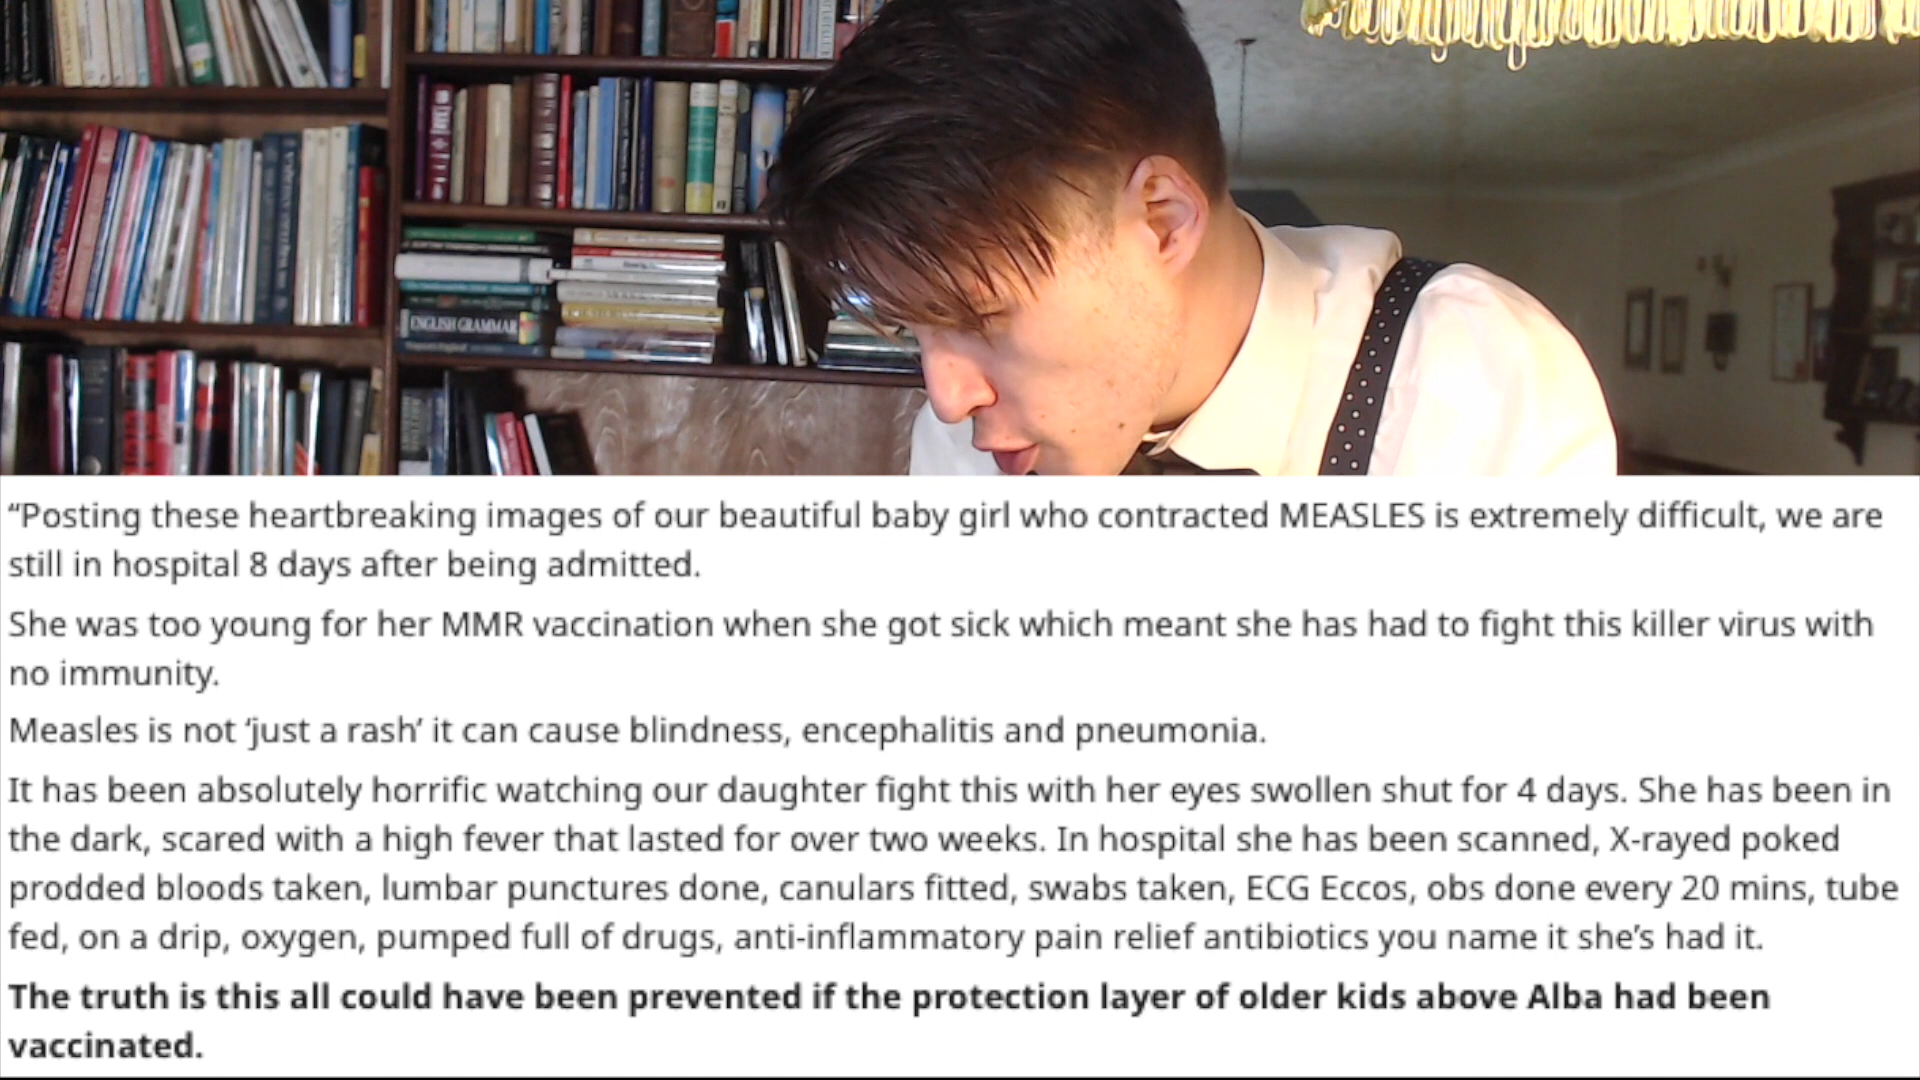 ENGLISH GRAMMAR
“Posting these heartbreaking images of our beautiful baby girl who contracted MEASLES is extremely difficult, we are
still in hospital 8 days after being admitted.
She was too young for her MMR vaccination when she got sick which meant she has had to fight this killer virus with
no immunity.
Measles is not ‘just a rash’ it can cause blindness, encephalitis and pneumonia.
It has been absolutely horrific watching our daughter fight this with her eyes swollen shut for 4 days. She has been in
the dark, scared with a high fever that lasted for over two weeks. In hospital she has been scanned, X-rayed poked
prodded bloods taken, lumbar punctures done, canulars fitted, swabs taken, ECG Eccos, obs done every 20 mins, tube
fed, on a drip, oxygen, pumped full of drugs, anti-inflammatory pain relief antibiotics you name it she’s had it.
The truth is this all could have been prevented if the protection layer of older kids above Alba had been
vaccinated.